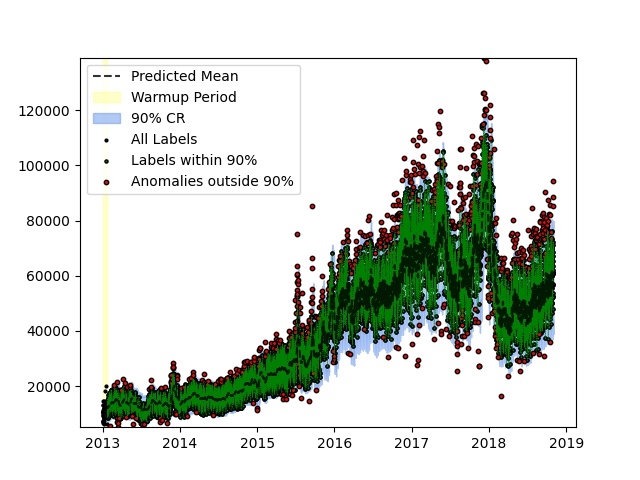 Predicted Mean
Warmup Period
90% CR
All Labels
Labels within 90%
Anomalies outside 90%
120000
100000
80000
60000
40000
20000
2013 2014 2015 2016 2017 2018 2019